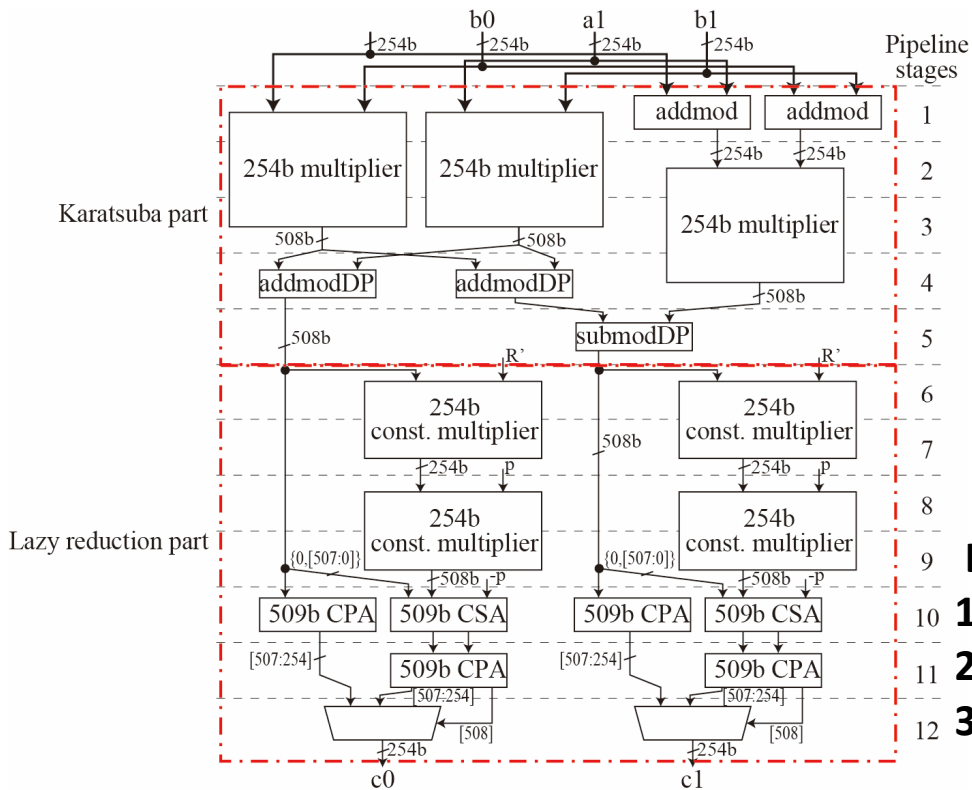 b0 a1 b1
254b 254b 254b 254b
Pipeline
stages
addmod addmod 1
254b multiplier 254b multiplier 254b 254b 2
Karatsuba part
254b multiplier 3
508b 508b
addmodDP addmodDP 4
508b
508b submodDP 5
R’ R’
254b 254b 6
const. multiplier const. multiplier 7
508b
254b p 254b p
254b 254b 8
const. multiplier const. multiplier
Lazy reduction part
{0,[507:0]} {0,[507:0]} 9
508b -p 508b -p
509b CPA 509b CSA 509b CPA 509b CSA 10 1
[507:254] [507:254]
509b CPA 509b CPA 11 2
[507:254] [507:254]
[508] [508] 12 3
254b 254b
c0 c1